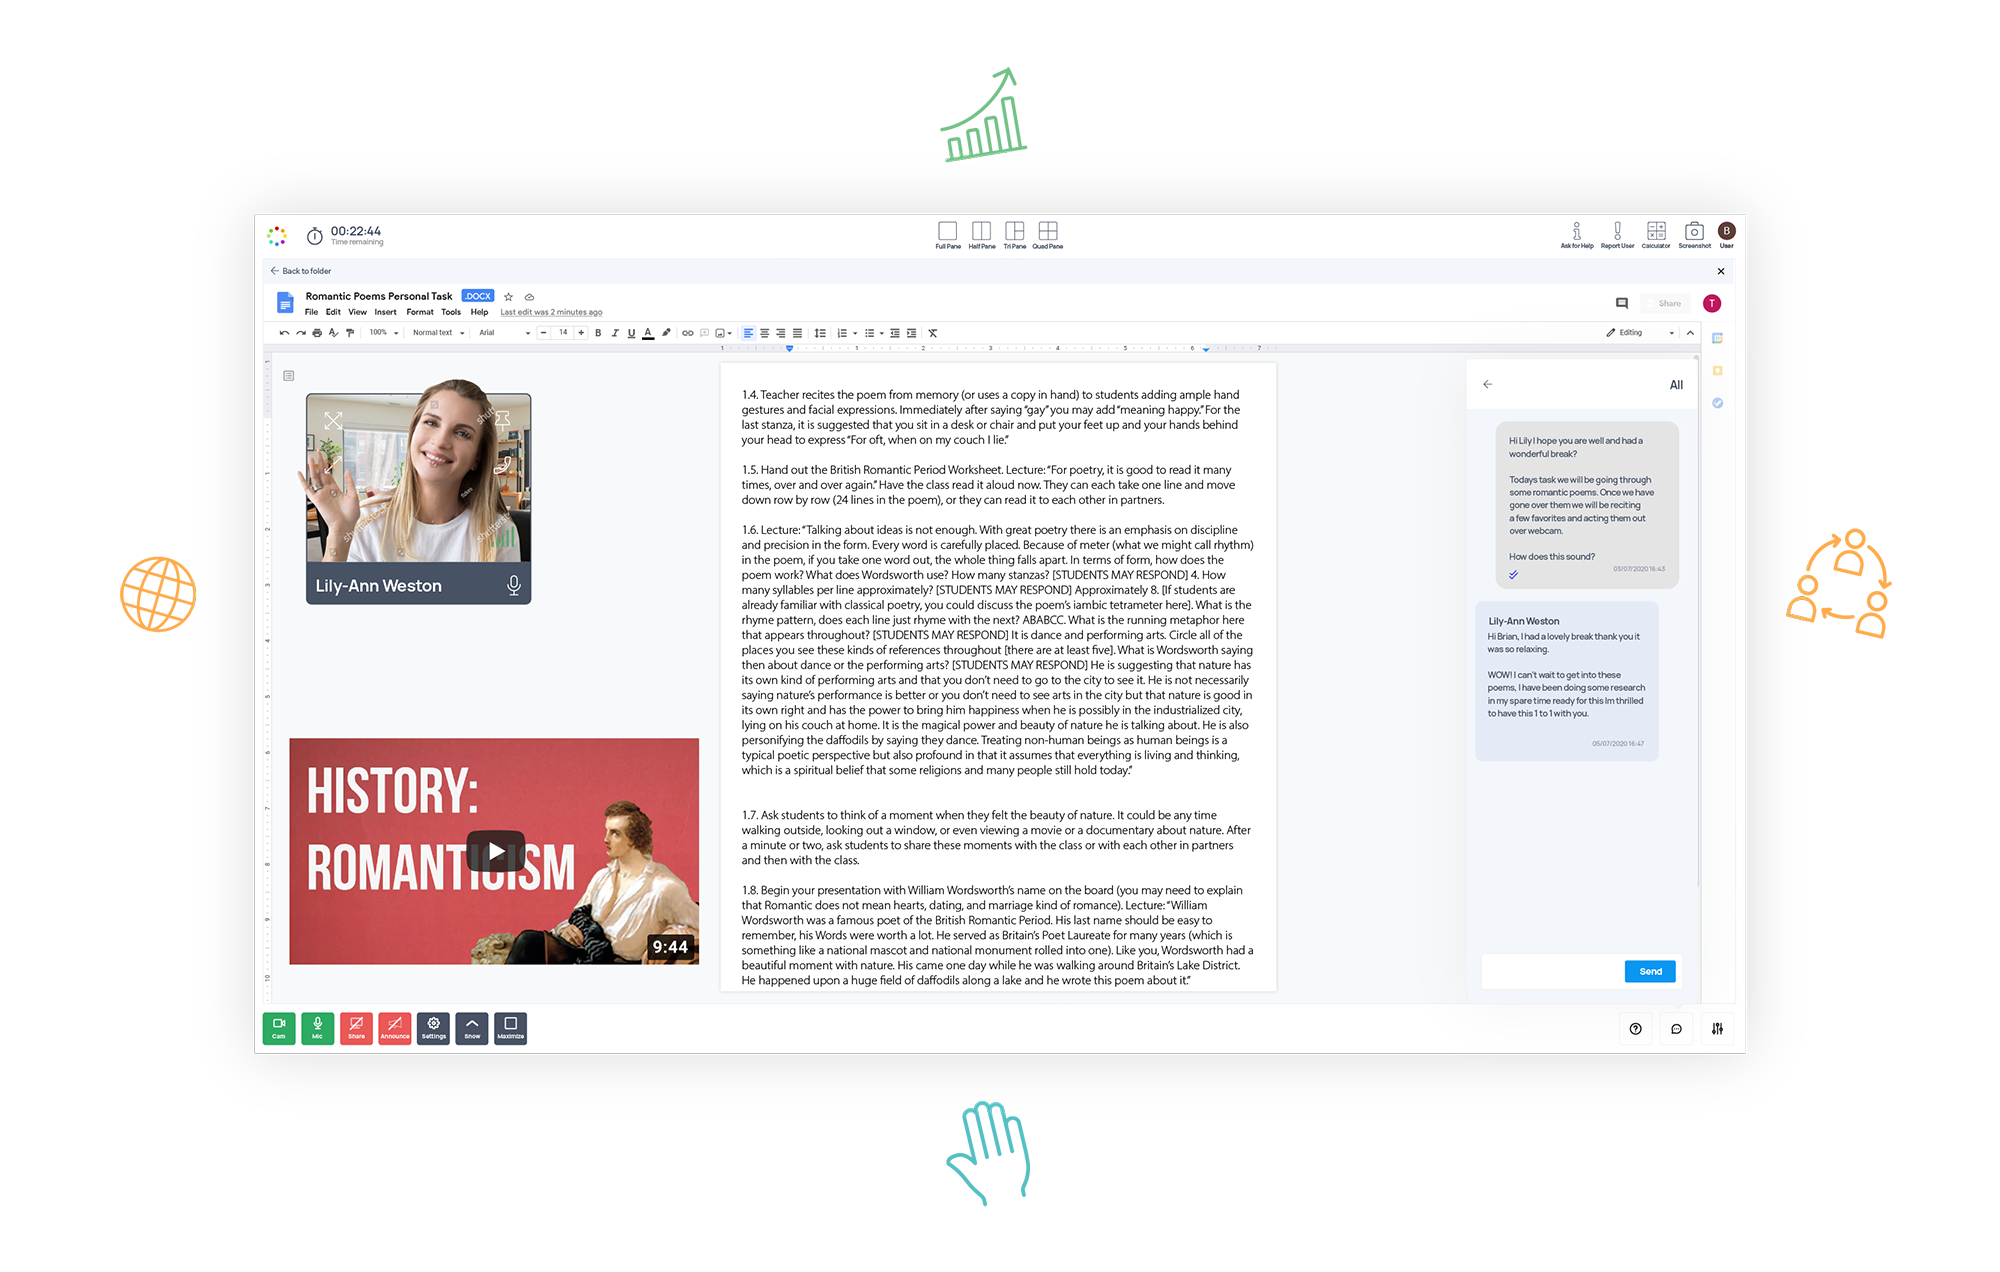 00:22:44
Time remaining
Full Pane
Half Pane
Tri Pane
Quad Pane
Ask for Help
Report User
Calculator
Screenshot
B
User
Back to folder
Romantic Poems Personal Task
.DOCX
File Edit View Insert Format Tools Help
Last edit was 2 minutes ago
Share
T
100%
Normal text
Arial
14
B I U A
Editing
1 1 2 3 4 5 6 7
Lily-Ann Weston
HISTORY:
ROMANTICISM
9:44
1.4. Teacher recites the poem from memory (or uses a copy in hand) to students adding ample hand
gestures and facial expressions. Immediately after saying “gay” you may add “meaning happy.” For the
last stanza, it is suggested that you sit in a desk or chair and put your feet up and your hands behind
your head to express “For oft, when on my couch I lie.”
1.5. Hand out the British Romantic Period Worksheet. Lecture: “For poetry, it is good to read it many
times, over and over again.” Have the class read it aloud now. They can each take one line and move
down row by row (24 lines in the poem), or they can read it to each other in partners.
1.6. Lecture: “Talking about ideas is not enough. With great poetry there is an emphasis on discipline
and precision in the form. Every word is carefully placed. Because of meter (what we might call rhythm)
in the poem, if you take one word out, the whole thing falls apart. In terms of form, how does the
poem work? What does Wordsworth use? How many stanzas? [STUDENTS MAY RESPOND] 4. How
many syllables per line approximately? [STUDENTS MAY RESPOND] Approximately 8. [If students are
already familiar with classical poetry, you could discuss the poem’s iambic tetrameter here]. What is the
rhyme pattern, does each line just rhyme with the next? ABABCC. What is the running metaphor here
that appears throughout? [STUDENTS MAY RESPOND] It is dance and performing arts. Circle all of the
places you see these kinds of references throughout [there are at least five]. What is Wordsworth saying
then about dance or the performing arts? [STUDENTS MAY RESPOND] He is suggesting that nature has
its own kind of performing arts and that you don’t need to go to the city to see it. He is not necessarily
saying nature’s performance is better or you don’t need to see arts in the city but that nature is good in
its own right and has the power to bring him happiness when he is possibly in the industrialized city,
lying on his couch at home. It is the magical power and beauty of nature he is talking about. He is also
personifying the daffodils by saying they dance. Treating non-human beings as human beings is a
typical poetic perspective but also profound in that it assumes that everything is living and thinking,
which is a spiritual belief that some religions and many people still hold today.”
1.7. Ask students to think of a moment when they felt the beauty of nature. It could be any time
walking outside, looking out a window, or even viewing a movie or a documentary about nature. After
a minute or two, ask students to share these moments with the class or with each other in partners
and then with the class.
1.8. Begin your presentation with William Wordsworth’s name on the board (you may need to explain
that Romantic does not mean hearts, dating, and marriage kind of romance). Lecture: “William
Wordsworth was a famous poet of the British Romantic Period. His last name should be easy to
remember, his Words were worth a lot. He served as Britain’s Poet Laureate for many years (which is
something like a national mascot and national monument rolled into one). Like you, Wordsworth had a
beautiful moment with nature. His came one day while he was walking around Britain’s Lake District.
He happened upon a huge field of daffodils along a lake and he wrote this poem about it.”
All
Hi Lily I hope you are well and had a
wonderful break?
Todays task we will be going through
some romantic poems. Once we have
gone over them we will be reciting
a few favorites and acting them out
over webcam.
How does this sound?
03/07/2020 16:43
Lily-Ann Weston
Hi Brian, I had a lovely break thank you it
was so relaxing.
WOW! I can't wait to get into these
poems, I have been doing some research
in my spare time ready for this Im thrilled
to have this 1 to 1 with you.
05/07/2020 16:47
Send
Cam
Mic
Share
Announce
Settings
Show
Maximize